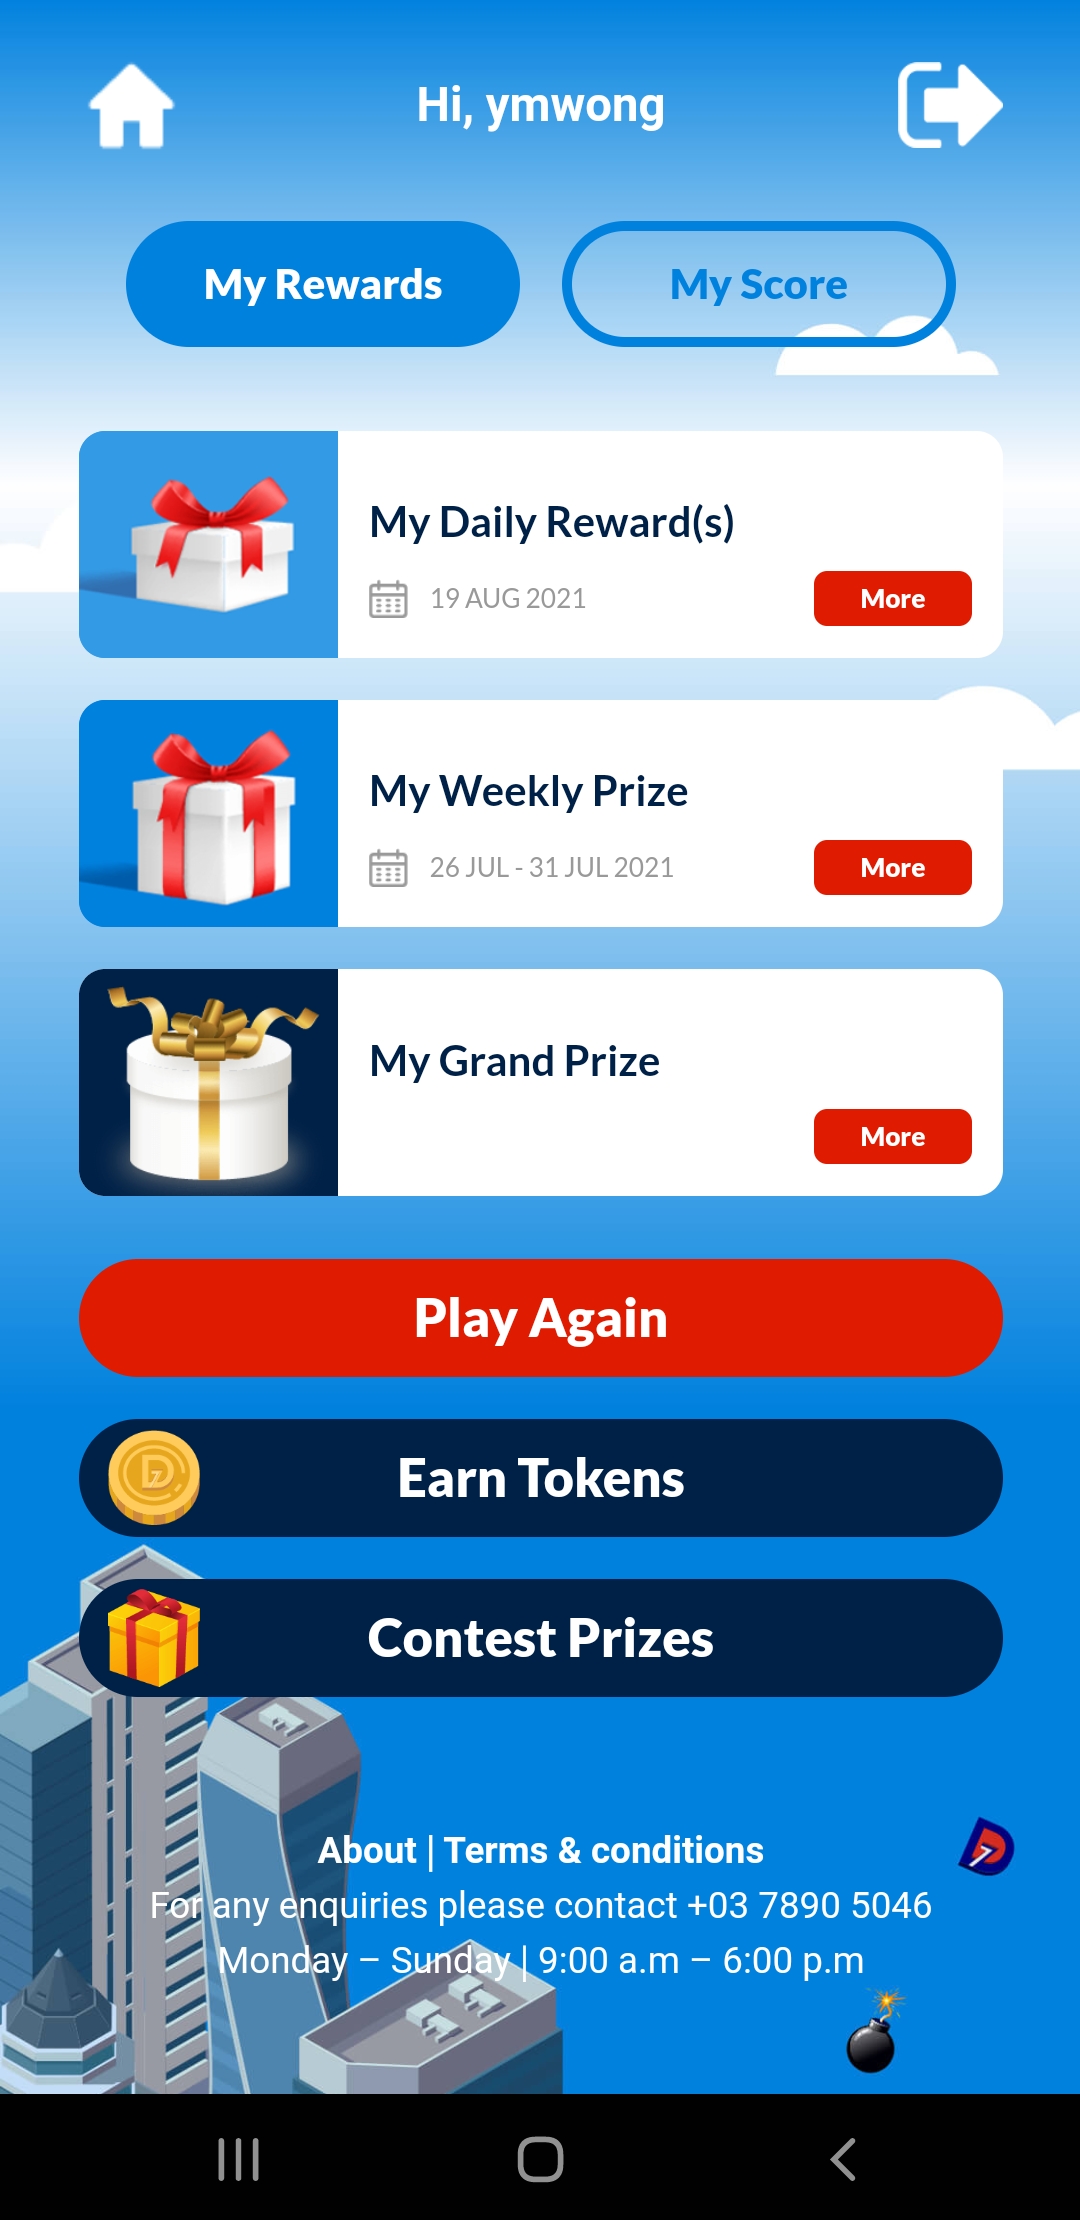 Hi, ymwong
My Rewards
My Score
My Daily Reward(s)
19 AUG 2021
More
My Weekly Prize
26 JUL - 31 JUL 2021
More
My Grand Prize
More
Play Again
D7
Earn Tokens
Contest Prizes
About | Terms & conditions
D7
For any enquiries please contact +03 7890 5046
Monday – Sunday | 9:00 a.m – 6:00 p.m